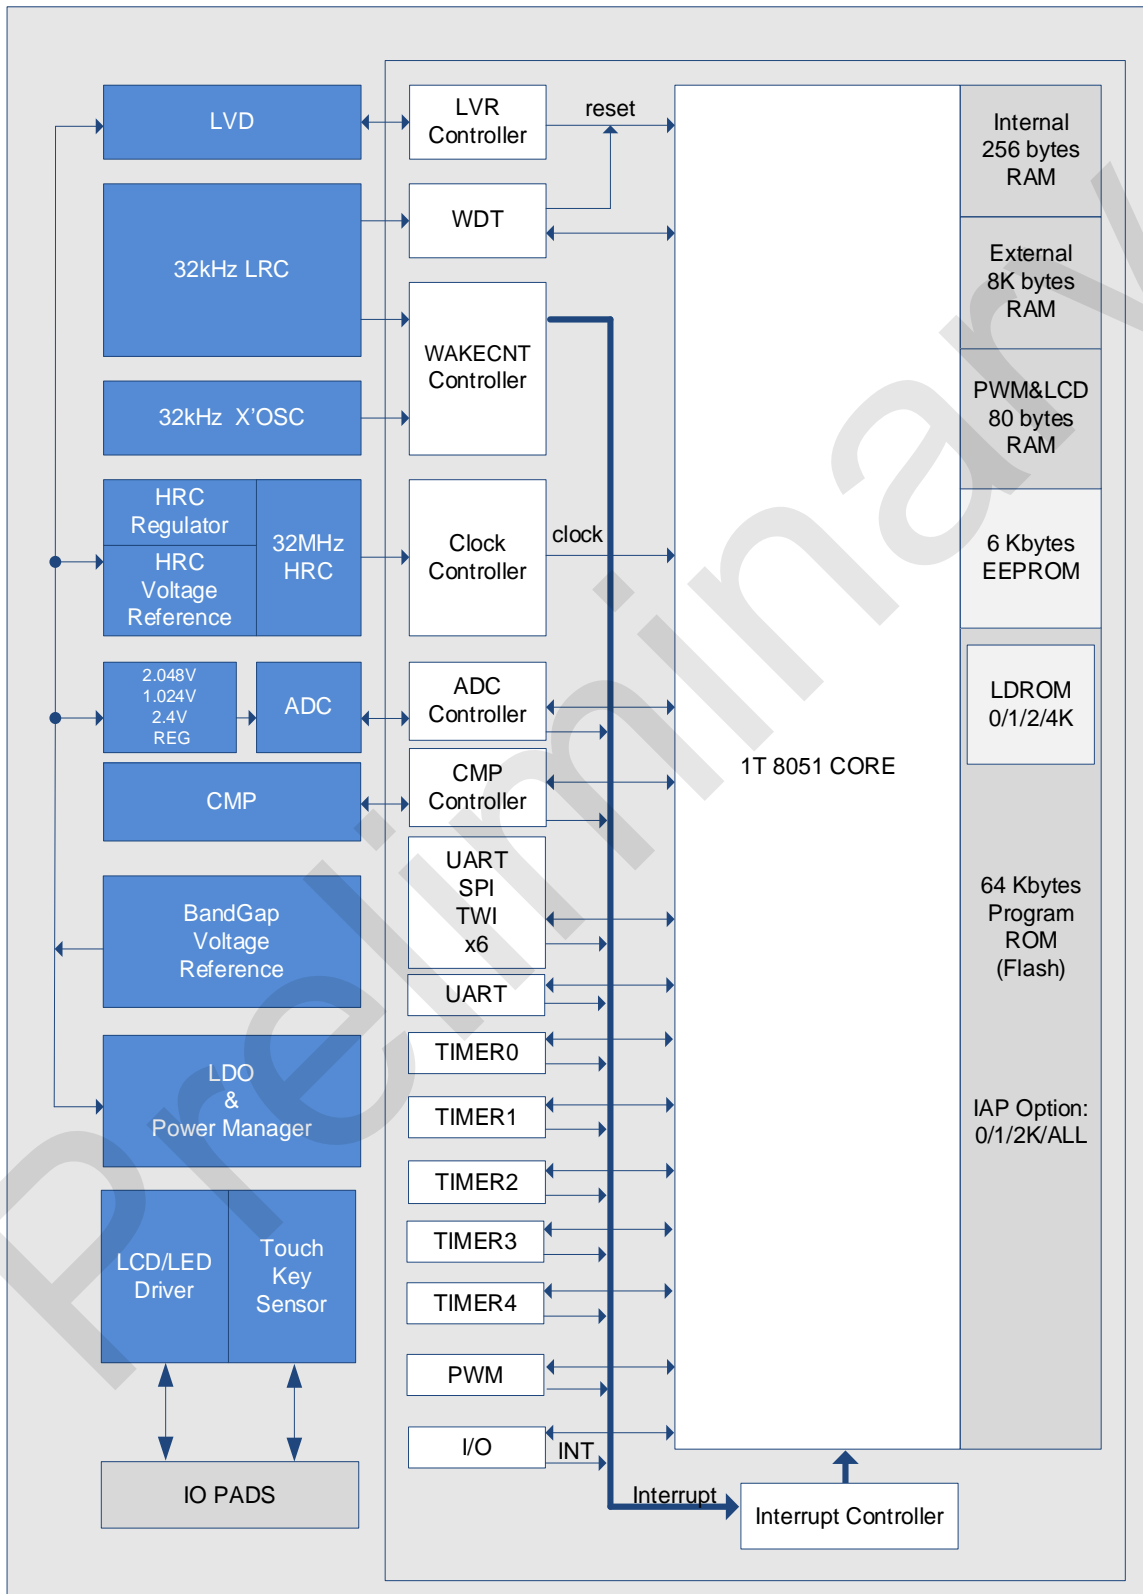 LVD
LVR
Controller
reset
Internal
256 bytes
RAM
32kHz LRC
WDT
External
8K bytes
RAM
WAKECNT
Controller
32kHz X'OSC
PWM&LCD
80 bytes
RAM
HRC
Regulator
HRC
Voltage
Reference
32MHz
HRC
Clock
Controller
clock
6 Kbytes
EEPROM
2.048V
1.024V
2.4V
REG
ADC
ADC
Controller
LDROM
0/1/2/4K
1T 8051 CORE
CMP
CMP
Controller
UART
SPI
TWI
x6
64 Kbytes
Program
ROM
(Flash)
BandGap
Voltage
Reference
UART
TIMER0
LDO
&
Power Manager
TIMER1
IAP Option:
0/1/2K/ALL
TIMER2
LCD/LED
Driver
Touch
Key
Sensor
TIMER3
TIMER4
PWM
I/O
INT
IO PADS
Interrupt
Interrupt Controller
Preliminary